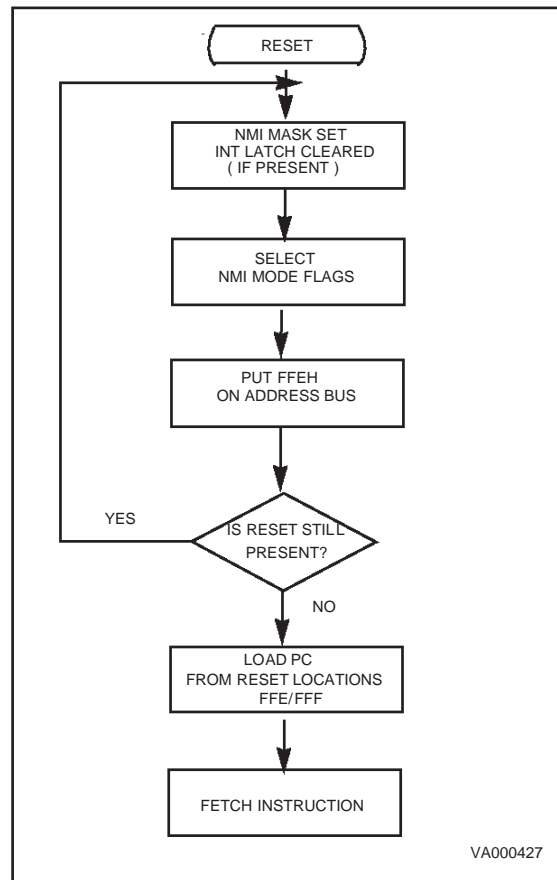 RESET
NMI MASK SET
INT LATCH CLEARED
( IF PRESENT )
SELECT
NMI MODE FLAGS
PUT FFEH
ON ADDRESS BUS
YES
IS RESET STILL
PRESENT?
NO
LOAD PC
FROM RESET LOCATIONS
FFE/FFF
FETCH INSTRUCTION
VA000427